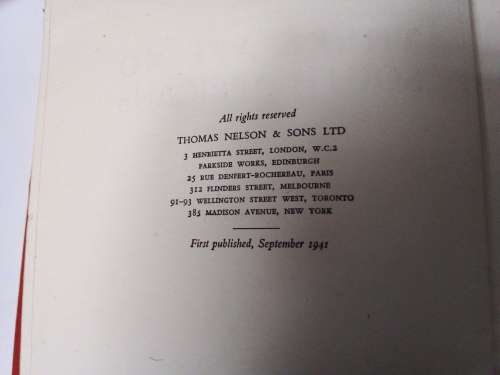 All rights reserved
THOMAS NELSON & SONS LTD
3 HENRIETTA STREET, LONDON, W.C.2
PARKSIDE WORKS, EDINBURGH
25 RUE DENFERT-ROCHEREAU, PARIS
312 FLINDERS STREET, MELBOURNE
91–93 WELLINGTON STREET WEST, TORONTO
385 MADISON AVENUE, NEW YORK
First published, September 1941